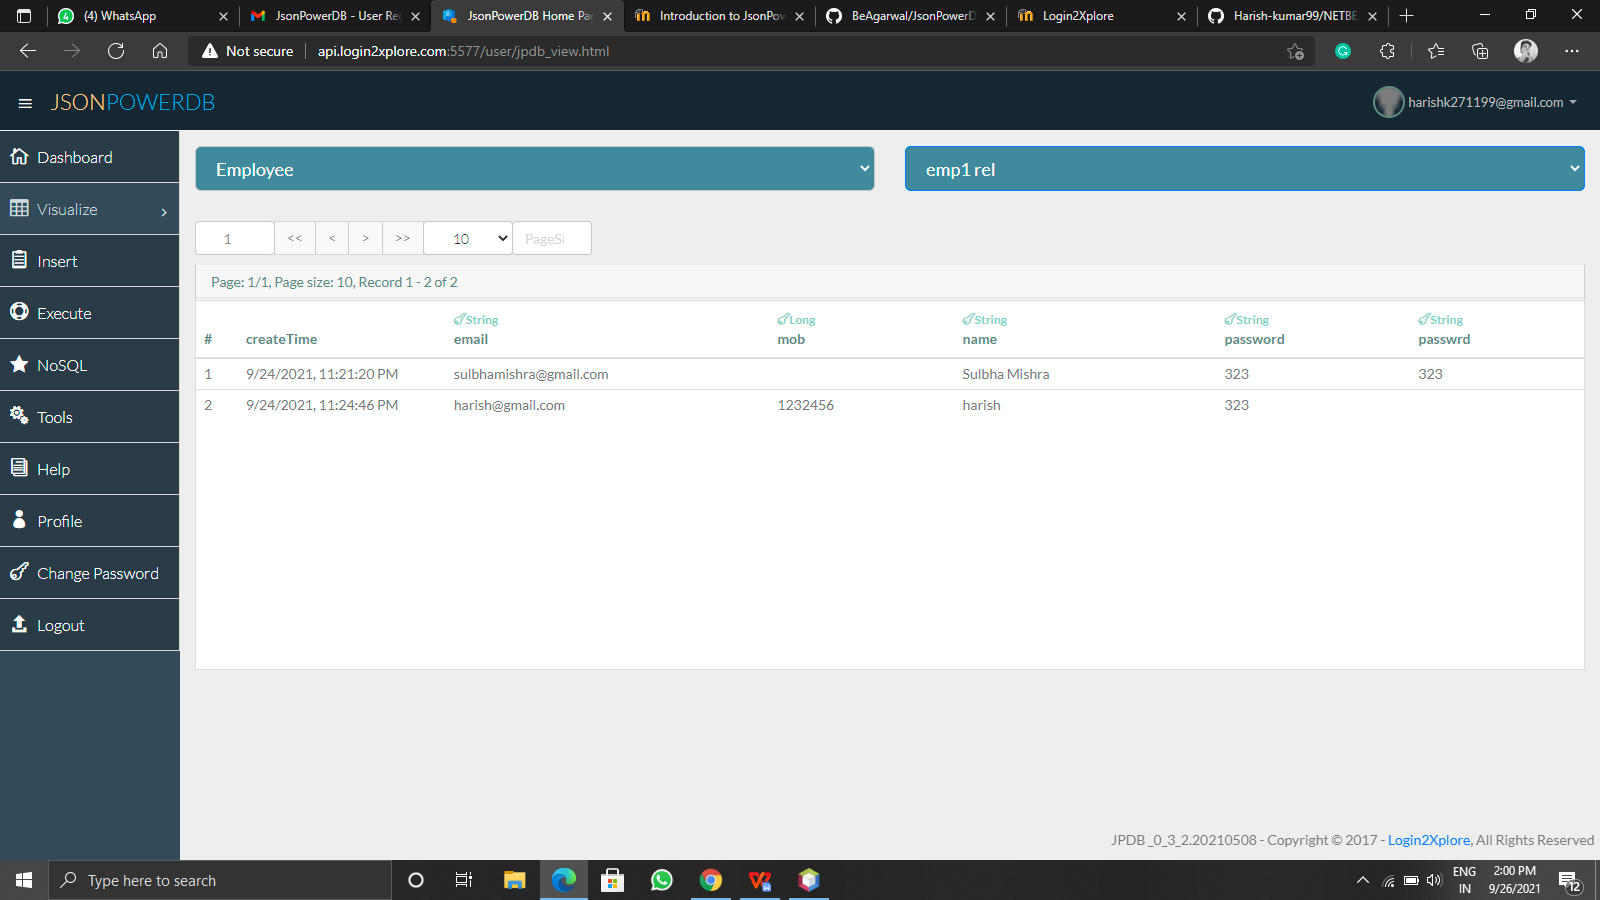 (4) WhatsApp
JsonPowerDB - User Re
JsonPowerDB Home Pa
Introduction to JsonPow
BeAgarwal/JsonPowerD
Login2Xplore
Harish-kumar99/NETBE
Not secure
api.login2xplore.com:5577/user/jpdb_view.html
JSONPOWERDB
harishk271199@gmail.com
Dashboard
Visualize
Insert
Execute
NoSQL
Tools
Help
Profile
Change Password
Logout
Employee
emp1 rel
1 << < > >> 10 PageSi
Page: 1/1, Page size: 10, Record 1 - 2 of 2
String Long String String String
# createTime email mob name password passwrd
1 9/24/2021, 11:21:20 PM sulbhamishra@gmail.com Sulbha Mishra 323 323
2 9/24/2021, 11:24:46 PM harish@gmail.com 1232456 harish 323
JPDB_0_3_2.20210508 - Copyright © 2017 - Login2Xplore, All Rights Reserved
Type here to search
ENG
IN
2:00 PM
9/26/2021
12